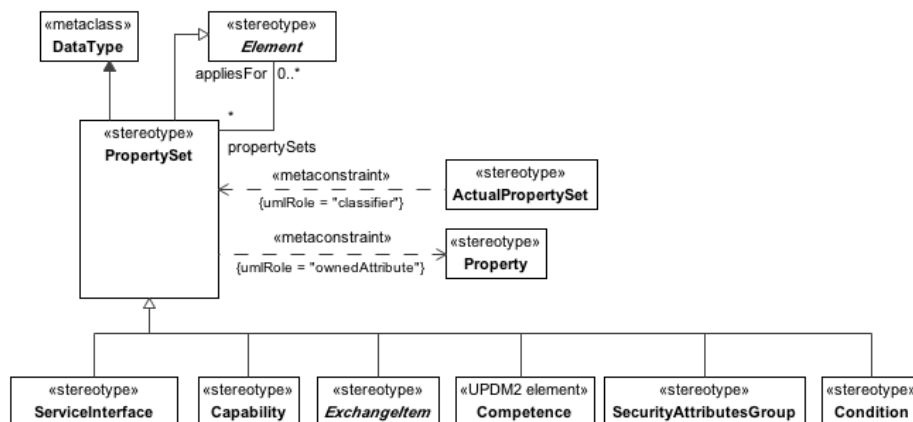 «metaclass»
DataType
«stereotype»
Element
appliesFor 0..*
*
propertySets
«stereotype»
PropertySet
«metaconstraint»
{umlRole = "classifier"}
«stereotype»
ActualPropertySet
«metaconstraint»
{umlRole = "ownedAttribute"}
«stereotype»
Property
«stereotype»
ServiceInterface
«stereotype»
Capability
«stereotype»
ExchangeItem
«UPDM2 element»
Competence
«stereotype»
SecurityAttributesGroup
«stereotype»
Condition